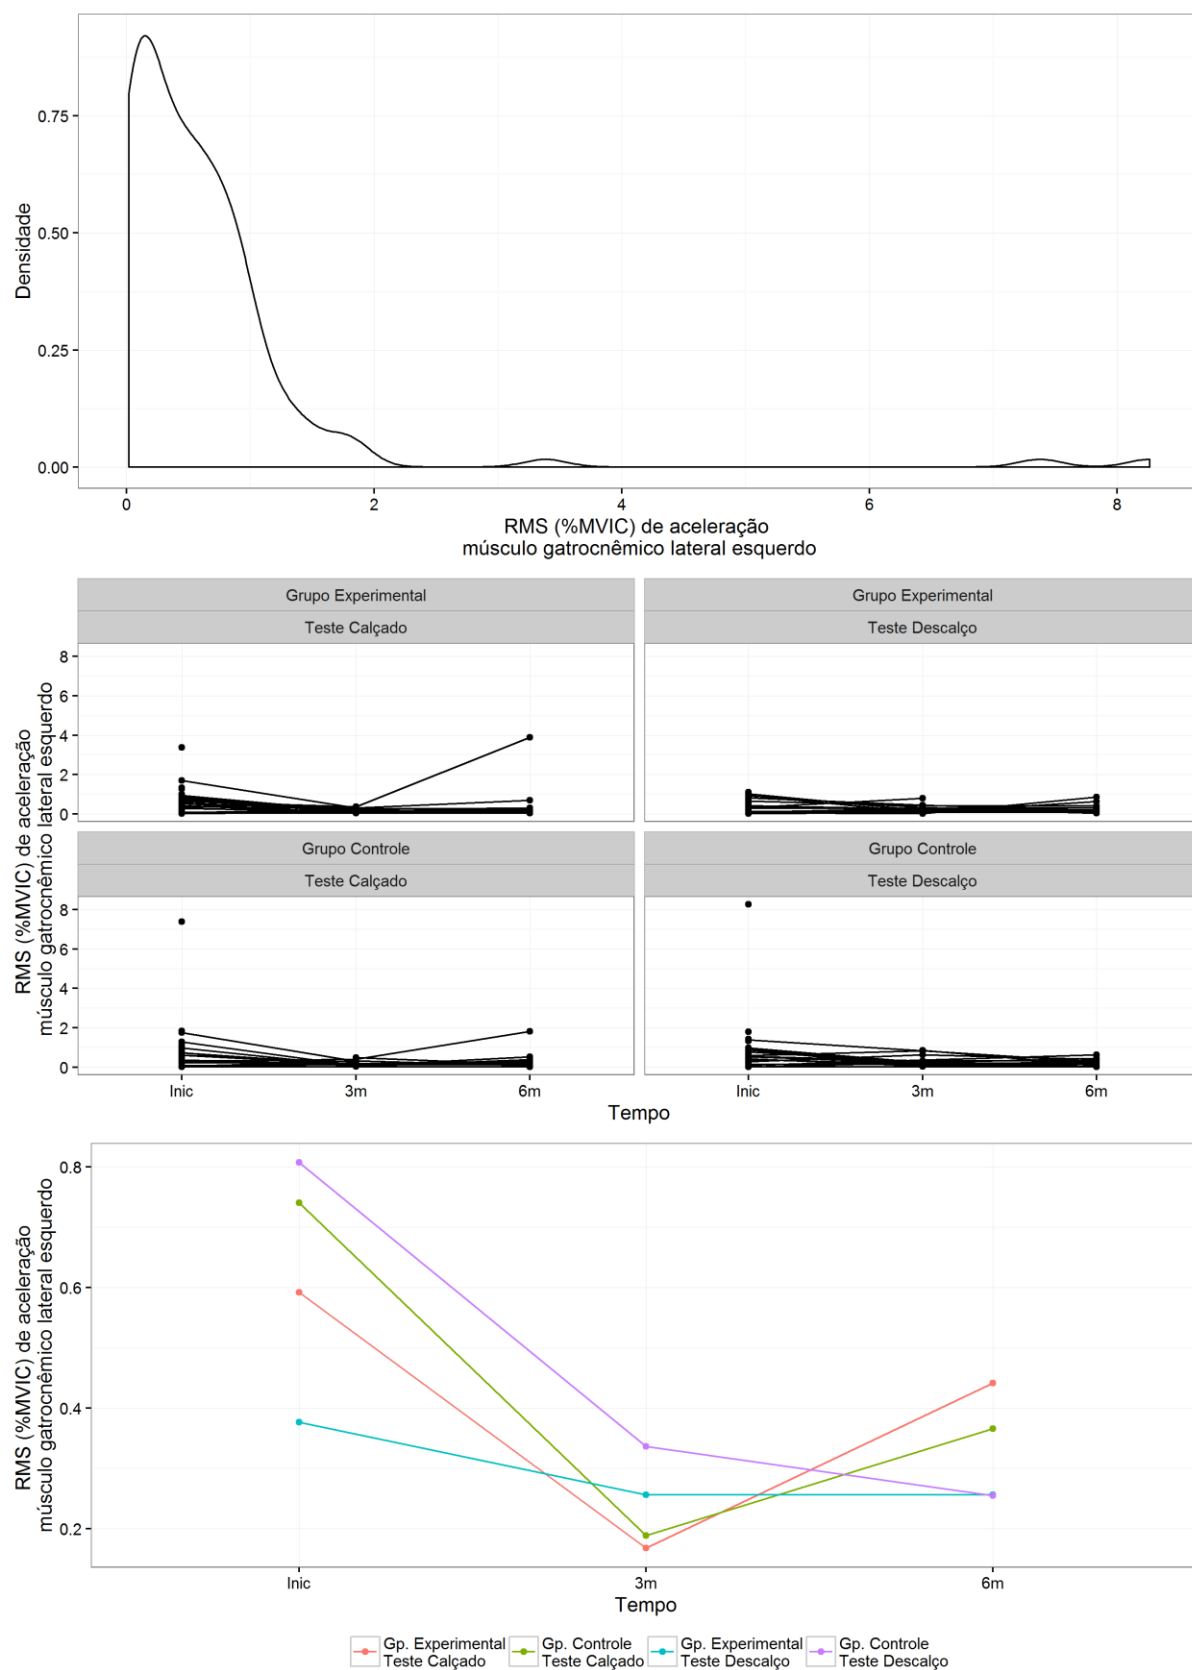 0.75
0.50
0.25
0.00
Densidade
0
2
4
6
8
RMS (%MVIC) de aceleração
músculo gatrocnêmico lateral esquerdo
Grupo Experimental
Grupo Experimental
Teste Calçado
Teste Descalço
8
6
4
2
0
Grupo Controle
Grupo Controle
Teste Calçado
Teste Descalço
8
6
4
2
0
RMS (%MVIC) de aceleração
músculo gatrocnêmico lateral esquerdo
Inic
3m
6m
Inic
3m
6m
Tempo
0.8
0.6
0.4
0.2
RMS (%MVIC) de aceleração
músculo gatrocnêmico lateral esquerdo
Inic
3m
6m
Tempo
Gp. Experimental
Teste Calçado
Gp. Controle
Teste Calçado
Gp. Experimental
Teste Descalço
Gp. Controle
Teste Descalço